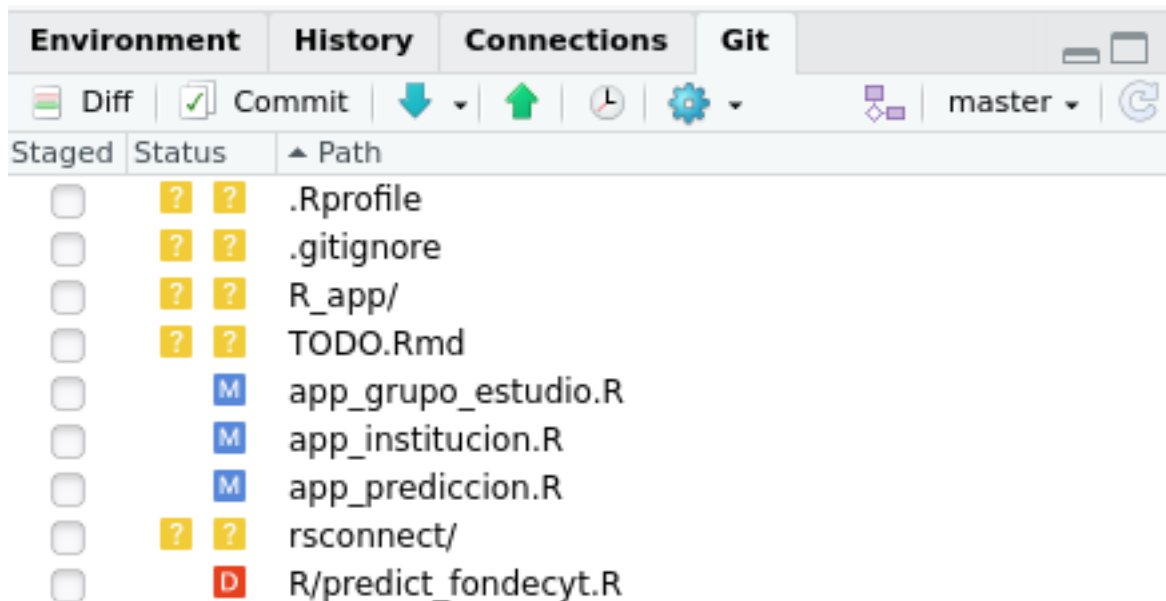 Environment History Connections Git
Diff Commit master
Staged Status Path
? ? .Rprofile
? ? .gitignore
? ? R_app/
? ? TODO.Rmd
M app_grupo_estudio.R
M app_institucion.R
M app_prediccion.R
? ? rsconnect/
D R/predict_fondecyt.R